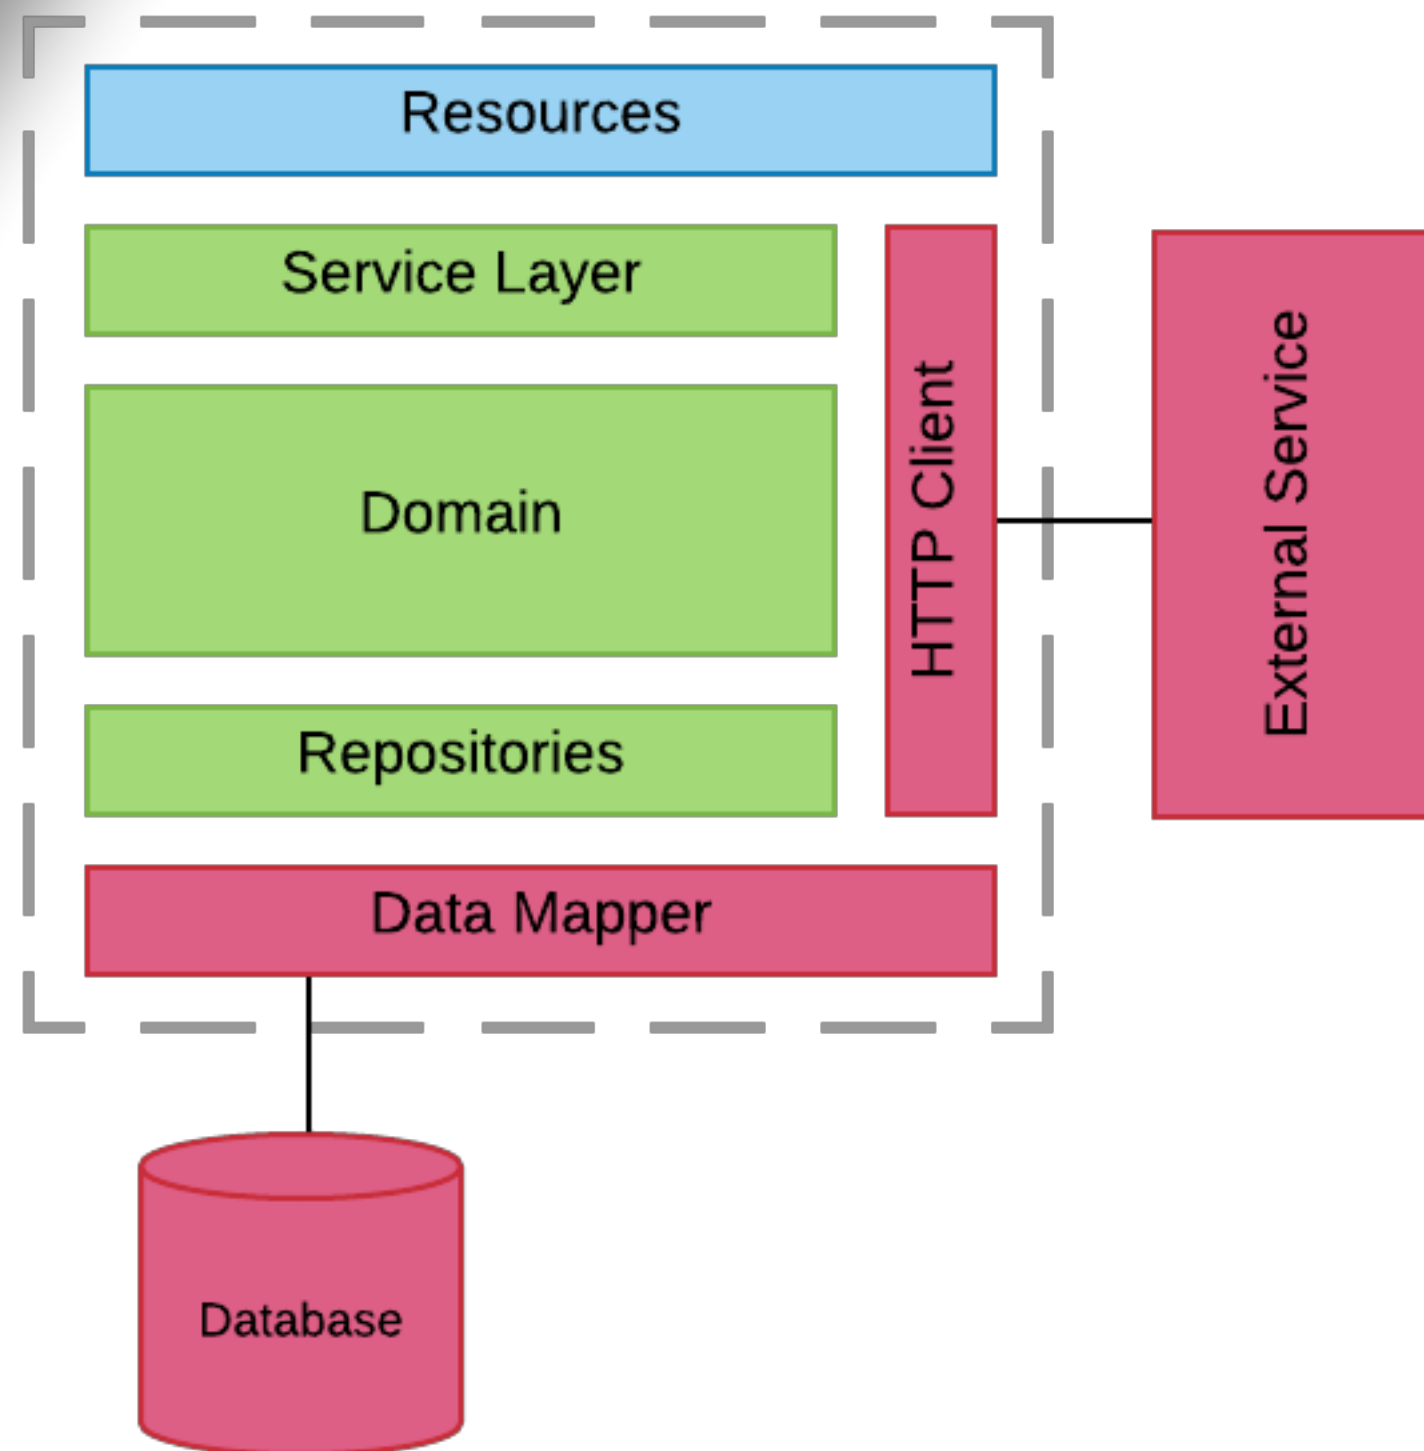 Resources
Service Layer
Domain
HTTP Client
External Service
Repositories
Data Mapper
Database